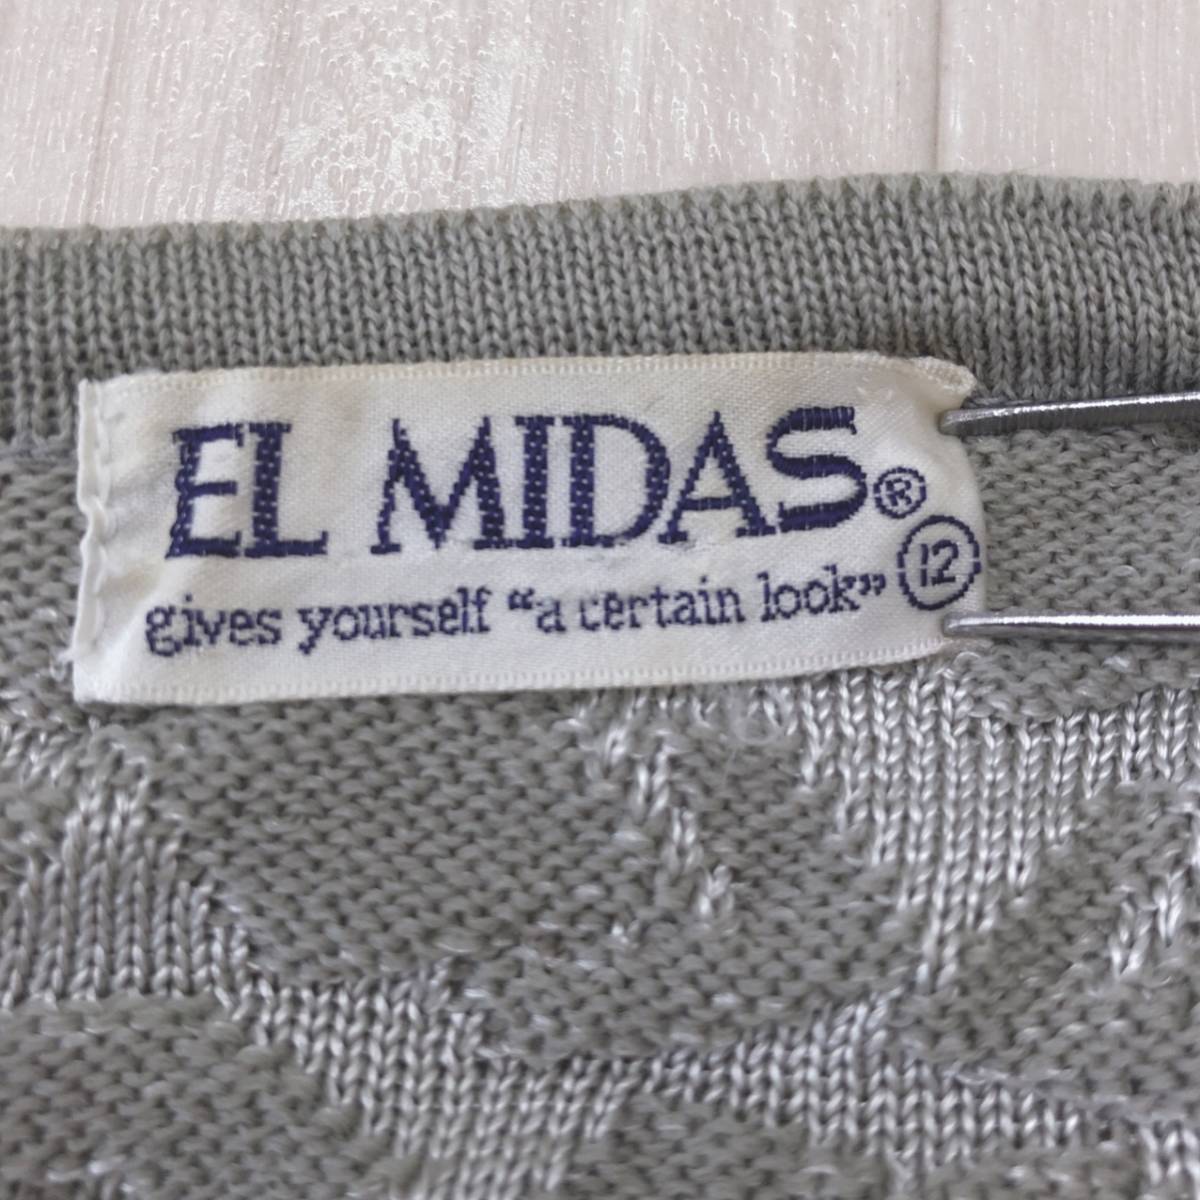 EL MIDAS®
12
gives yourself “a certain look”